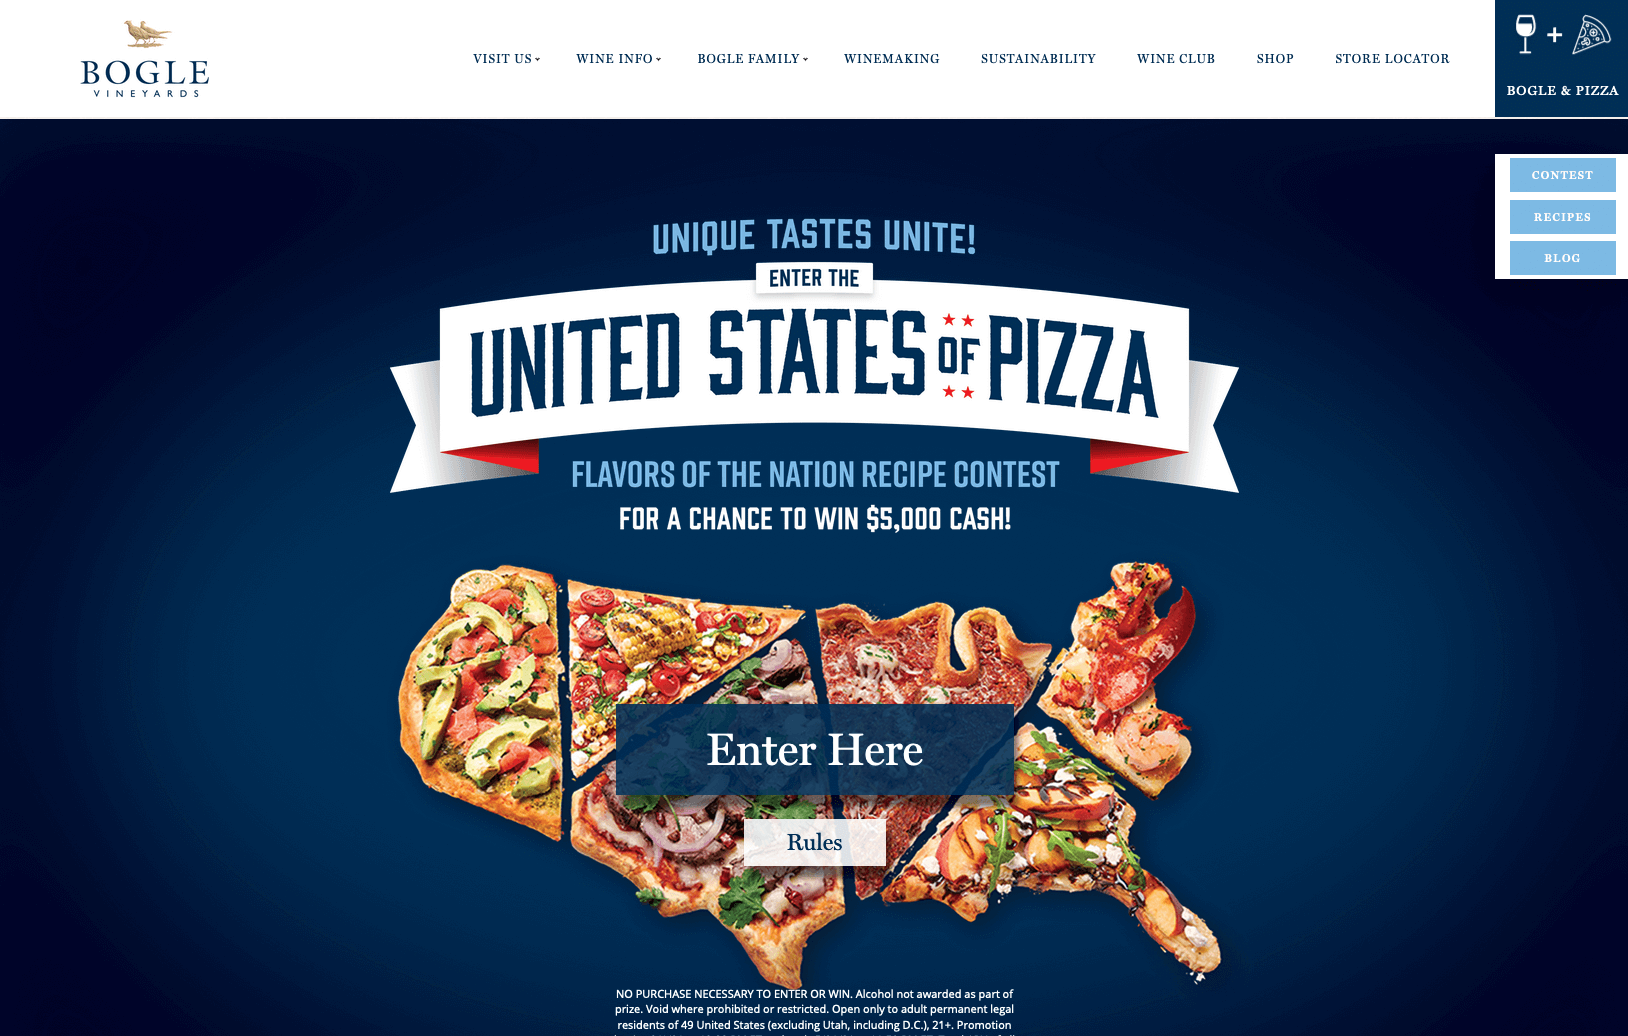 BOGLE
VINEYARDS
VISIT US
WINE INFO
BOGLE FAMILY
WINEMAKING
SUSTAINABILITY
WINE CLUB
SHOP
STORE LOCATOR
+
BOGLE & PIZZA
CONTEST
RECIPES
BLOG
UNIQUE TASTES UNITE!
ENTER THE
UNITED STATES OF PIZZA
FLAVORS OF THE NATION RECIPE CONTEST
FOR A CHANCE TO WIN $5,000 CASH!
Enter Here
Rules
NO PURCHASE NECESSARY TO ENTER OR WIN. Alcohol not awarded as part of
prize. Void where prohibited or restricted. Open only to adult permanent legal
residents of 49 United States (excluding Utah, including D.C.), 21+. Promotion